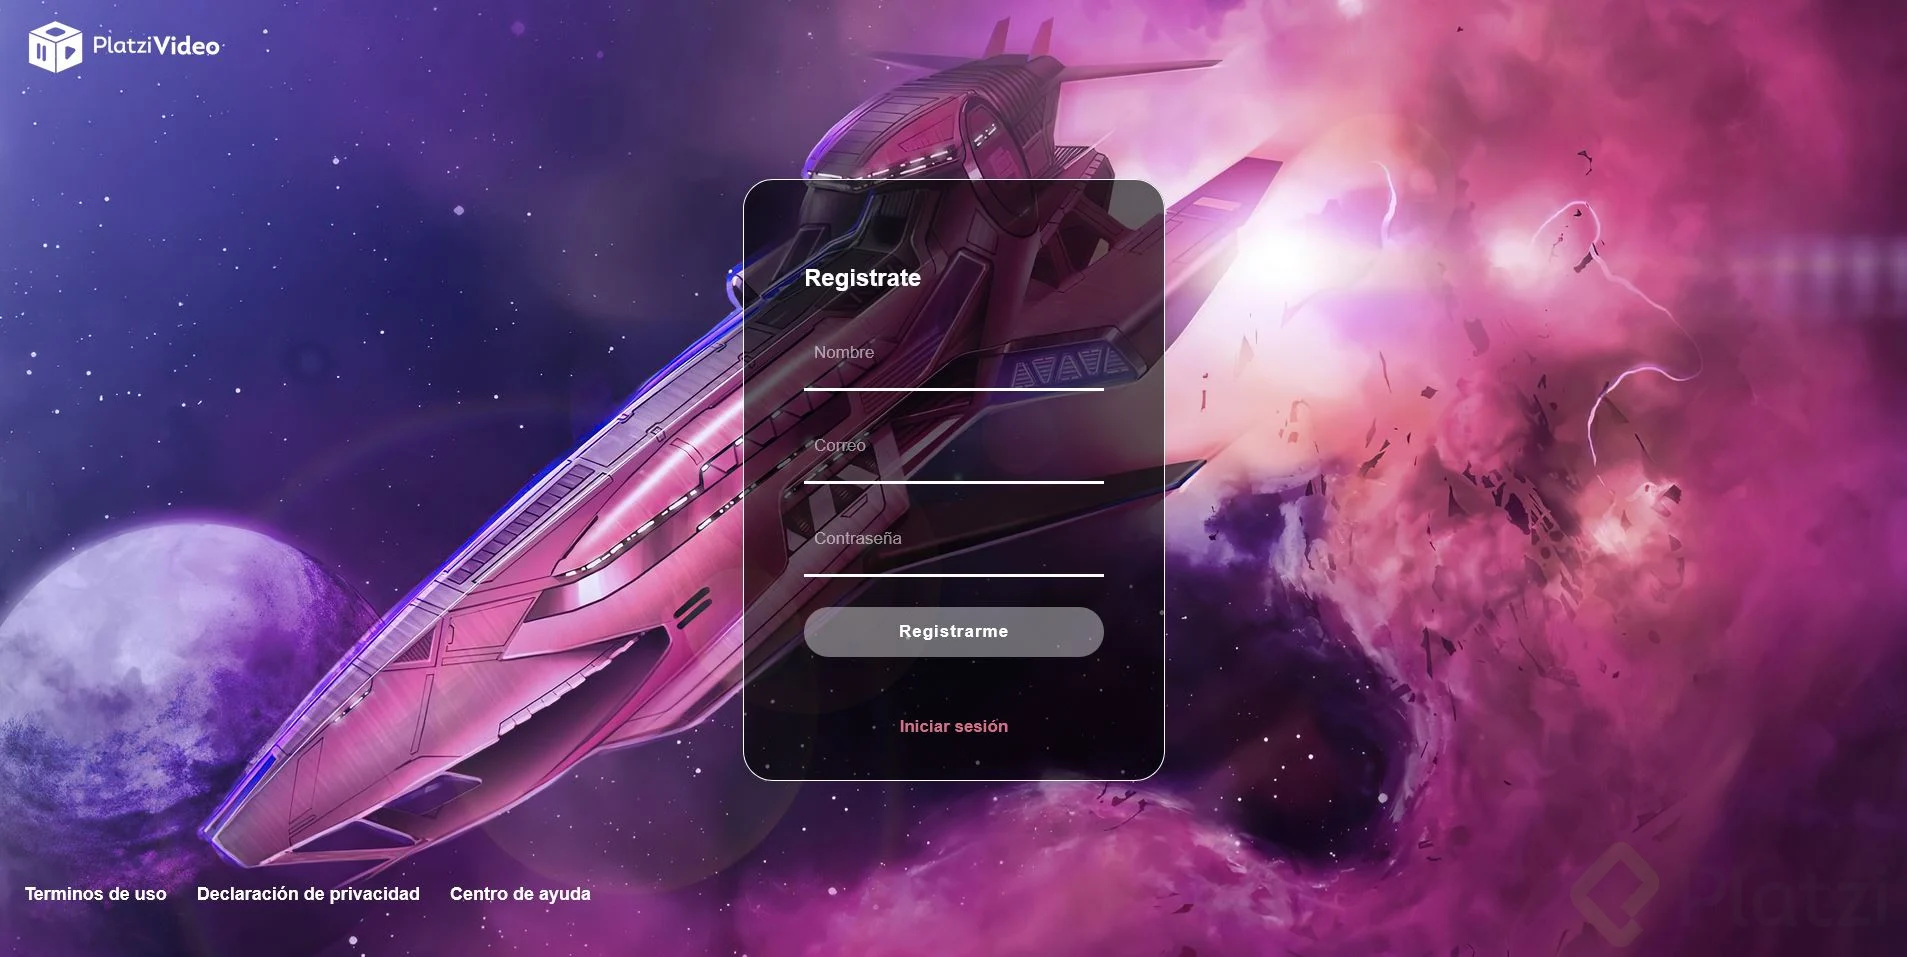 PlatziVideo
Registrate
Nombre
Correo
Contraseña
Registrarme
Iniciar sesión
Terminos de uso Declaración de privacidad Centro de ayuda
Platzi